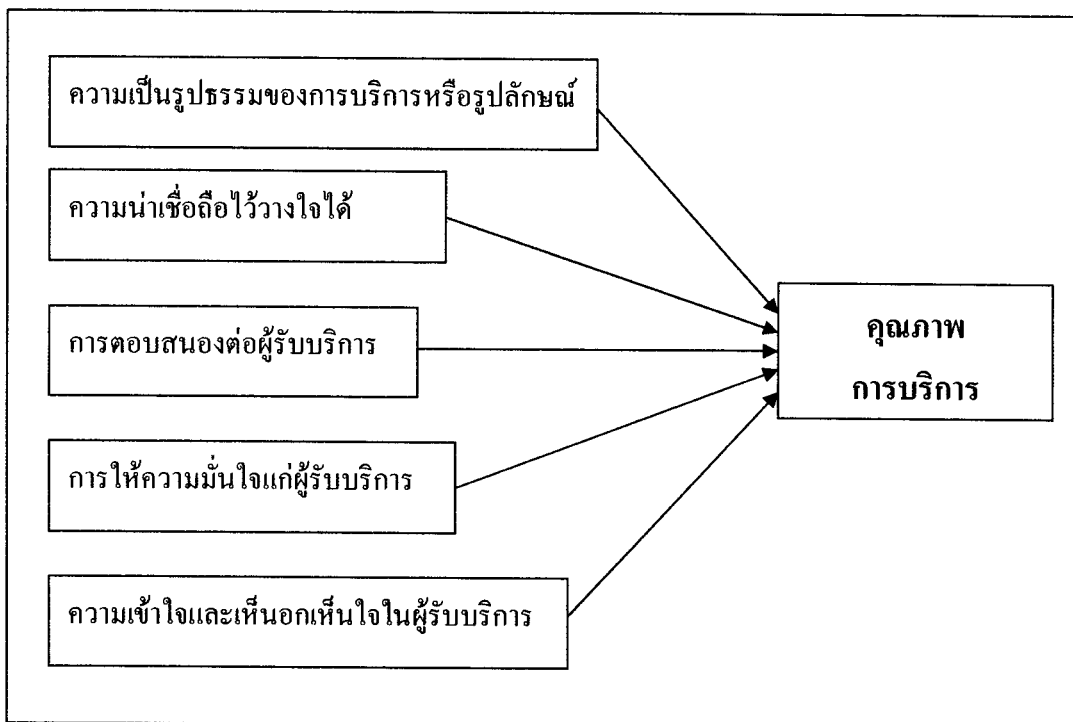 ความเป็นรูปธรรมของการบริการหรือรูปลักษณ์
ความน่าเชื่อถือไว้วางใจได้
การตอบสนองต่อผู้รับบริการ
การให้ความมั่นใจแก่ผู้รับบริการ
ความเข้าใจและเห็นอกเห็นใจในผู้รับบริการ
คุณภาพ
การบริการ